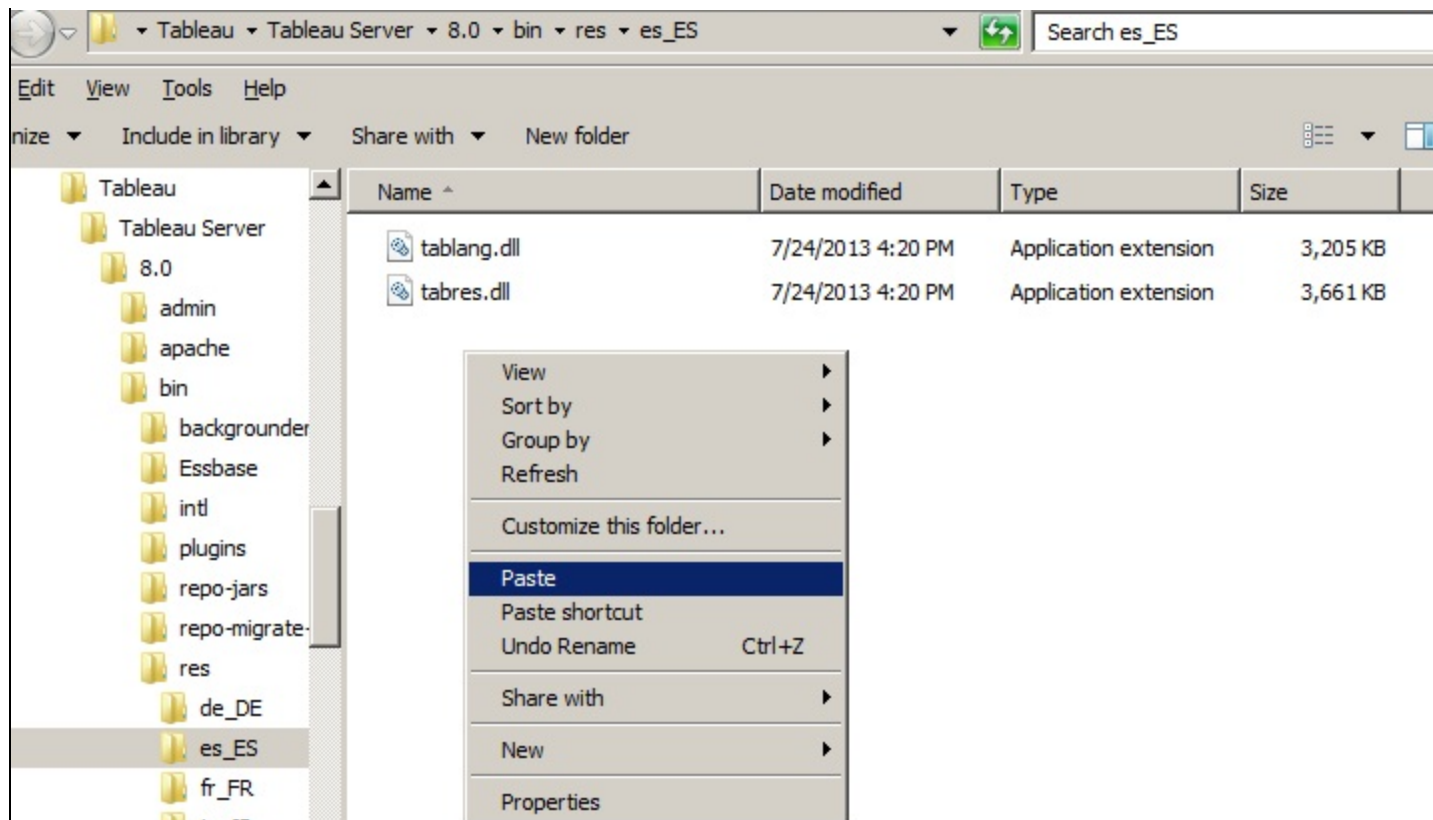 Tableau Tableau Server 8.0 bin res es_ES
Search es_ES
Edit View Tools Help
nize Include in library Share with New folder
Tableau
Tableau Server
8.0
admin
apache
bin
backgrounder
Essbase
intl
plugins
repo-jars
repo-migrate-
res
de_DE
es_ES
fr_FR
Name Date modified Type Size
tablang.dll 7/24/2013 4:20 PM Application extension 3,205 KB
tabres.dll 7/24/2013 4:20 PM Application extension 3,661 KB
View
Sort by
Group by
Refresh
Customize this folder...
Paste
Paste shortcut
Undo Rename Ctrl+Z
Share with
New
Properties